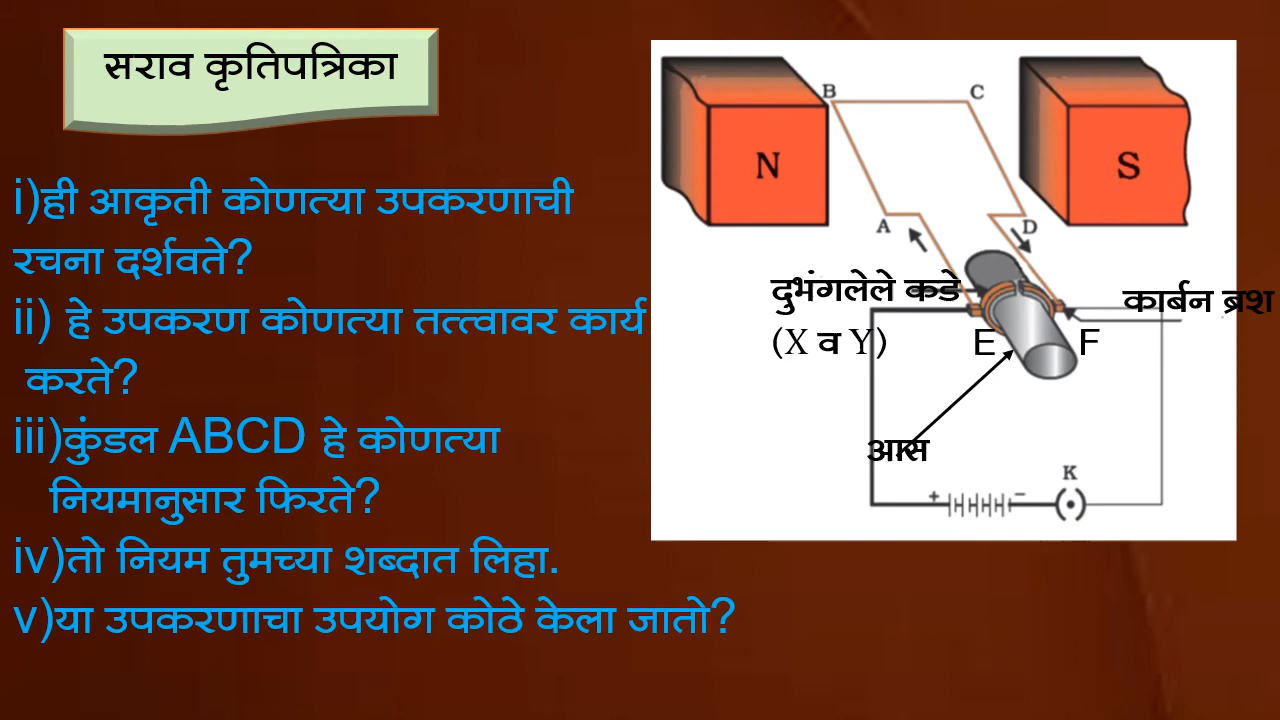 सराव कृतिपत्रिका
i)ही आकृती कोणत्या उपकरणाची
रचना दर्शवते?
ii) हे उपकरण कोणत्या तत्त्वावर कार्य
करते?
iii)कुंडल ABCD हे कोणत्या
नियमानुसार फिरते?
iv)तो नियम तुमच्या शब्दात लिहा.
v)या उपकरणाचा उपयोग कोठे केला जातो?
B
C
N
S
A
D
दुभंगलेले कडे
(X व Y)
कार्बन ब्रश
E
F
आस
K
+
−